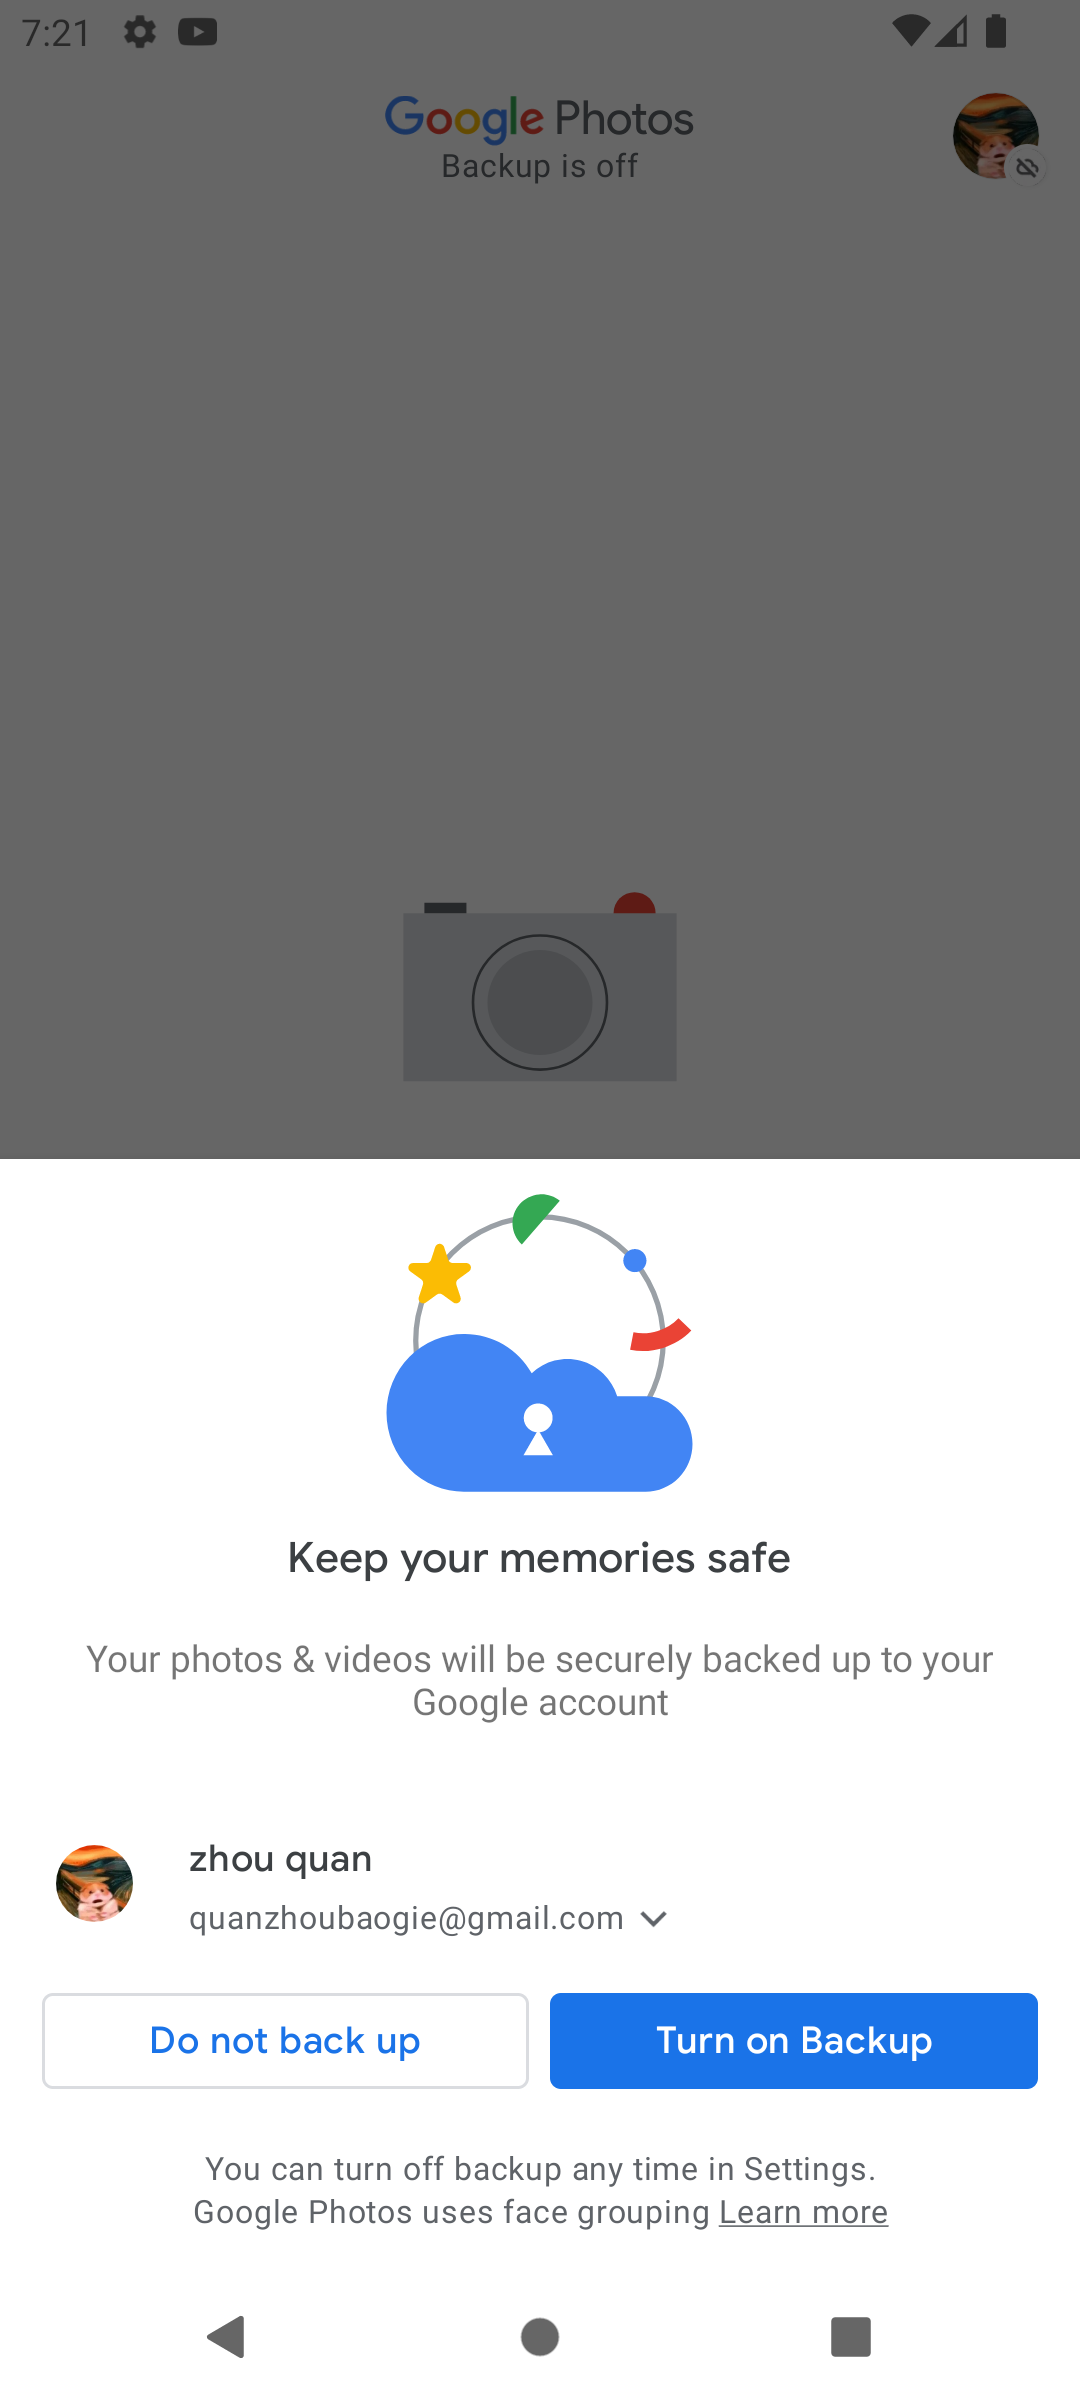 7:21
Google Photos
Backup is off
Keep your memories safe
Your photos & videos will be securely backed up to your
Google account
zhou quan
quanzhoubaogie@gmail.com
Do not back up
Turn on Backup
You can turn off backup any time in Settings.
Google Photos uses face grouping Learn more